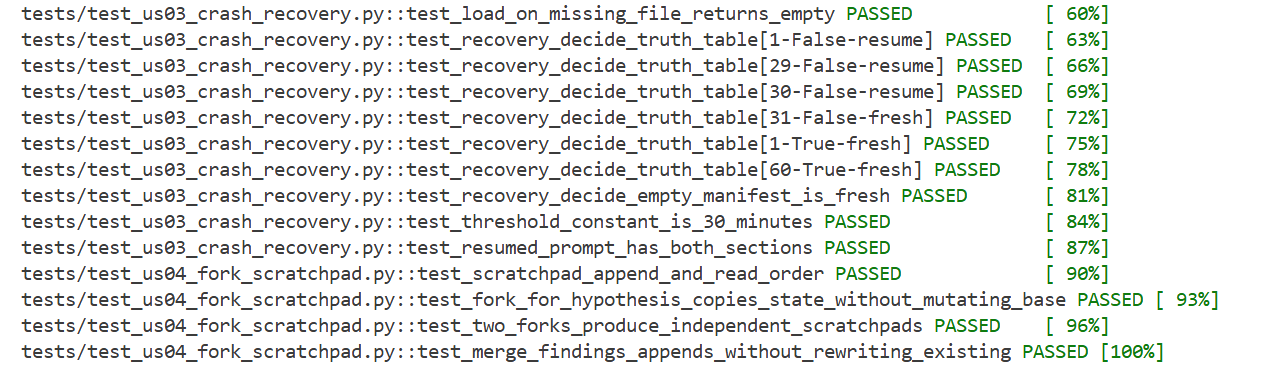 tests/test_us03_crash_recovery.py::test_load_on_missing_file_returns_empty PASSED [ 60%]
tests/test_us03_crash_recovery.py::test_recovery_decide_truth_table[1-False-resume] PASSED [ 63%]
tests/test_us03_crash_recovery.py::test_recovery_decide_truth_table[29-False-resume] PASSED [ 66%]
tests/test_us03_crash_recovery.py::test_recovery_decide_truth_table[30-False-resume] PASSED [ 69%]
tests/test_us03_crash_recovery.py::test_recovery_decide_truth_table[31-False-fresh] PASSED [ 72%]
tests/test_us03_crash_recovery.py::test_recovery_decide_truth_table[1-True-fresh] PASSED [ 75%]
tests/test_us03_crash_recovery.py::test_recovery_decide_truth_table[60-True-fresh] PASSED [ 78%]
tests/test_us03_crash_recovery.py::test_recovery_decide_empty_manifest_is_fresh PASSED [ 81%]
tests/test_us03_crash_recovery.py::test_threshold_constant_is_30_minutes PASSED [ 84%]
tests/test_us03_crash_recovery.py::test_resumed_prompt_has_both_sections PASSED [ 87%]
tests/test_us04_fork_scratchpad.py::test_scratchpad_append_and_read_order PASSED [ 90%]
tests/test_us04_fork_scratchpad.py::test_fork_for_hypothesis_copies_state_without_mutating_base PASSED [ 93%]
tests/test_us04_fork_scratchpad.py::test_two_forks_produce_independent_scratchpads PASSED [ 96%]
tests/test_us04_fork_scratchpad.py::test_merge_findings_appends_without_rewriting_existing PASSED [100%]